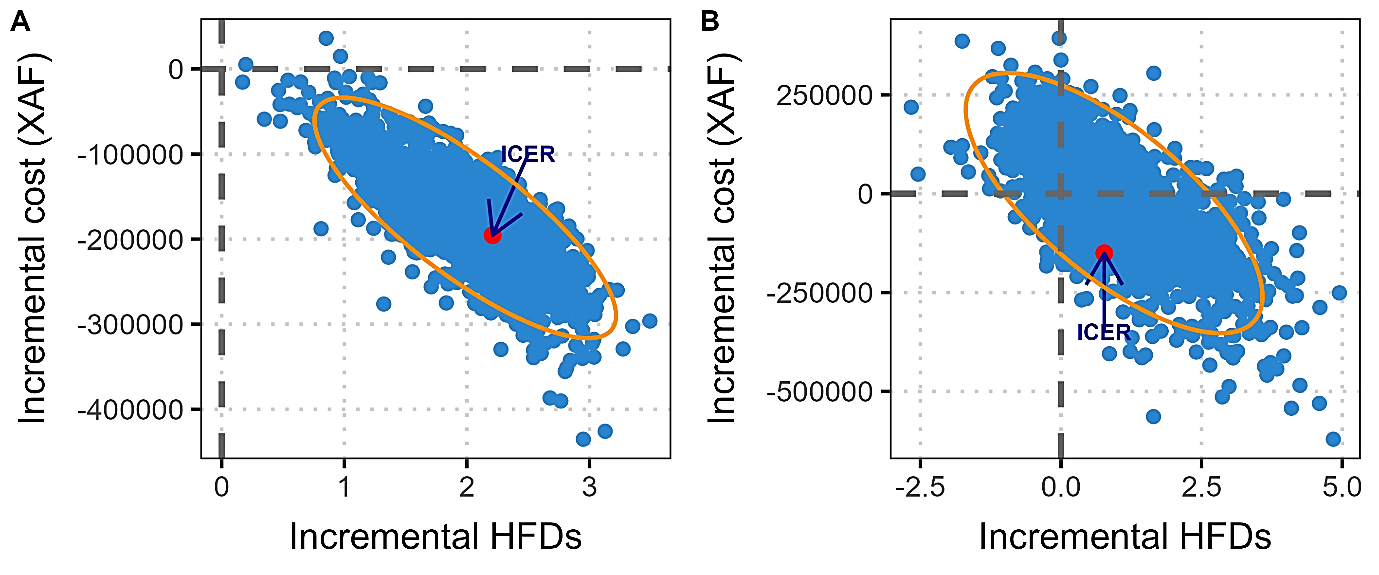 A
Incremental cost (XAF)
0
-100000
-200000
-300000
-400000
ICER
0 1 2 3
Incremental HFDs
B
Incremental cost (XAF)
250000
0
-250000
-500000
ICER
-2.5 0.0 2.5 5.0
Incremental HFDs